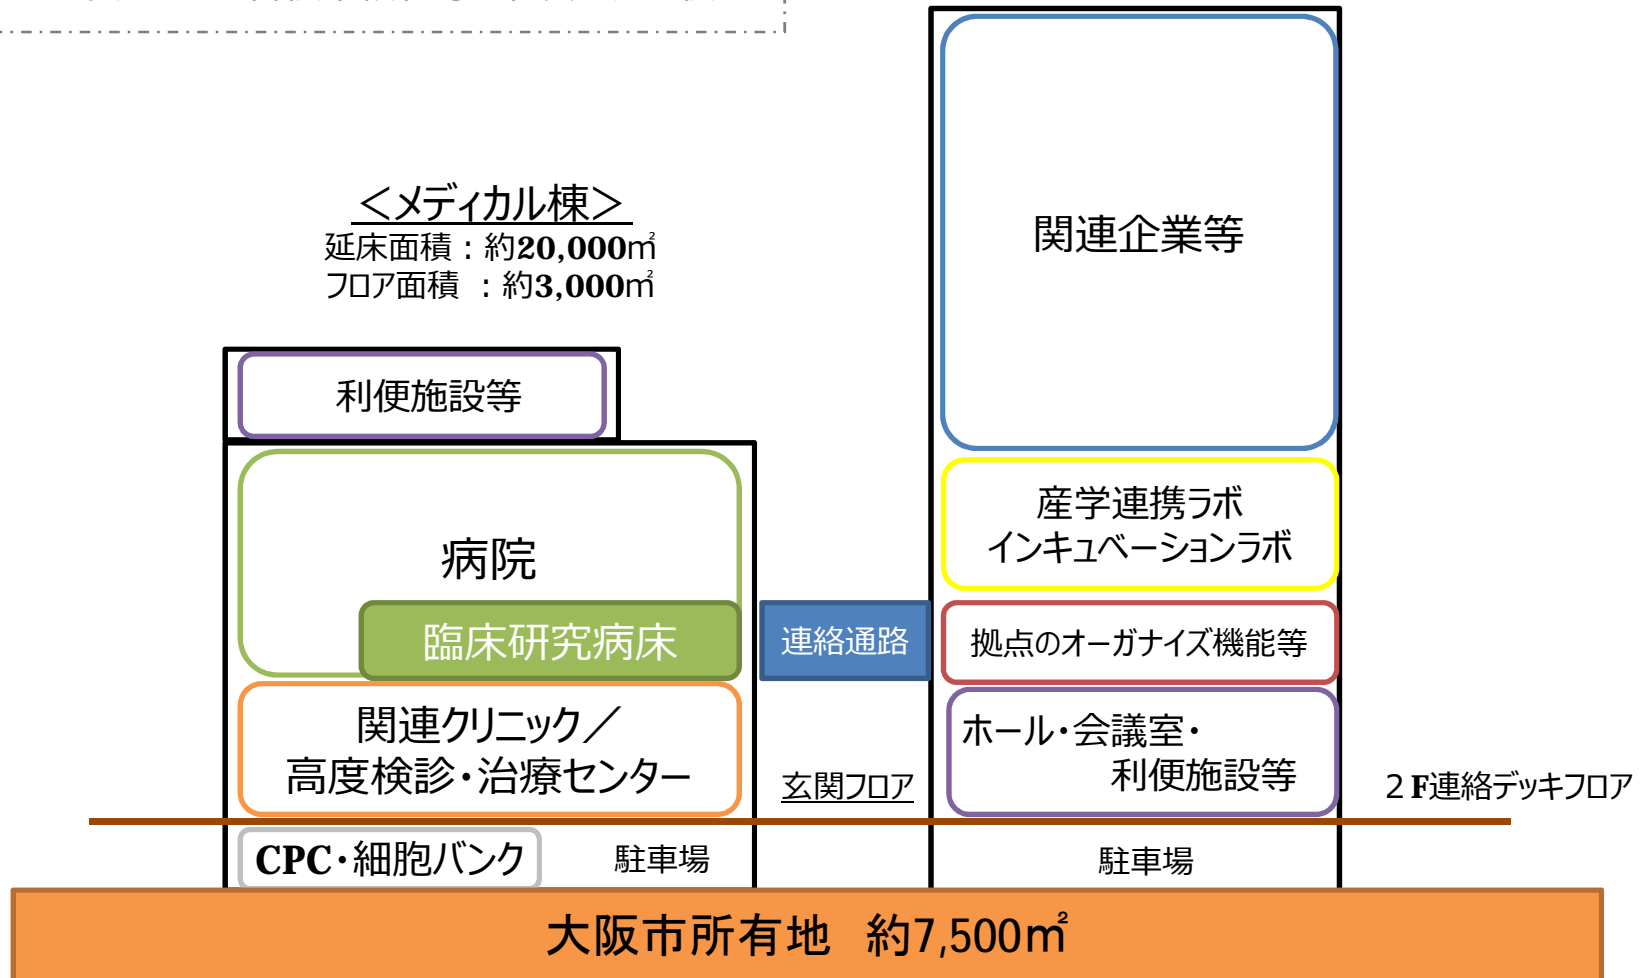 ＜メディカル棟＞
延床面積：約20,000㎡
フロア面積 ：約3,000㎡
利便施設等
病院
臨床研究病床
関連クリニック／
高度検診・治療センター
CPC・細胞バンク
駐車場
連絡通路
玄関フロア
関連企業等
産学連携ラボ
インキュベーションラボ
拠点のオーガナイズ機能等
ホール・会議室・
利便施設等
駐車場
２F連絡デッキフロア
大阪市所有地 約7,500㎡